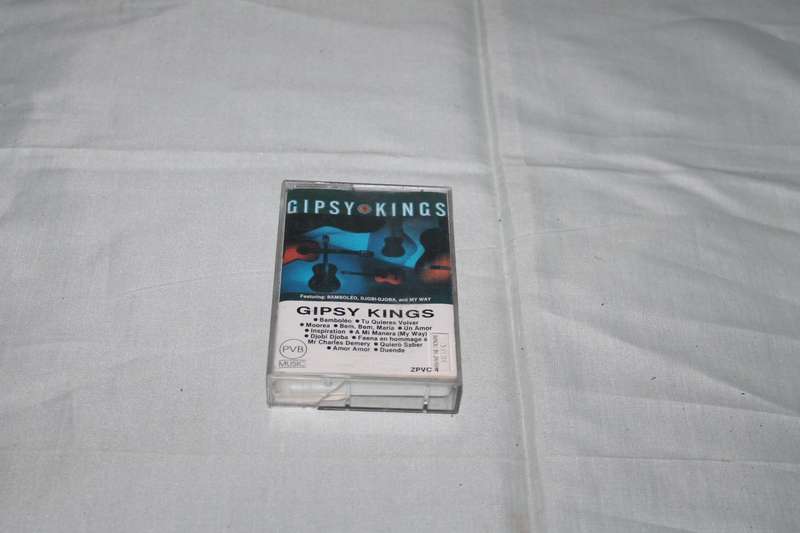 GIPSY KINGS
Featuring: BAMBOLEO, DJOBI-DJOBA, and MY WAY
GIPSY KINGS
• Bamboléo • Tu Quieres Volver
• Moorea • Bem, Bem, Maria • Un Amor
• Inspiration • A Mi Manera (My Way)
• Djobi Djoba • Faena en hommage à
Mr Charles Demery • Quiero Saber
• Amor Amor • Duende
PVB
MUSIC
ZPVC